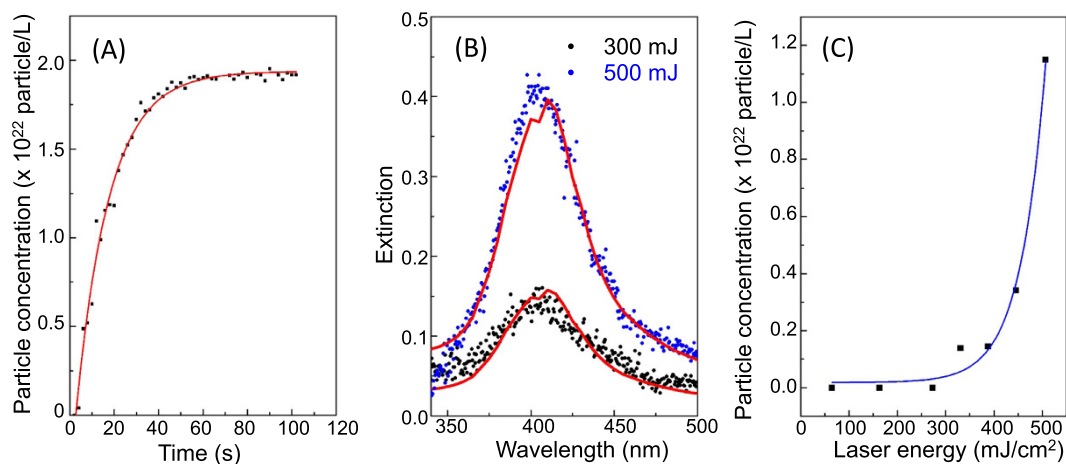 (A)
Particle concentration (x 10²² particle/L)
2.0
1.5
1.0
0.5
0
0 20 40 60 80 100 120
Time (s)
(B)
300 mJ
500 mJ
Extinction
0.5
0.4
0.3
0.2
0.1
0.0
350 400 450 500
Wavelength (nm)
(C)
Particle concentration (x 10²² particle/L)
1.2
1.0
0.8
0.6
0.4
0.2
0.0
0 100 200 300 400 500
Laser energy (mJ/cm²)